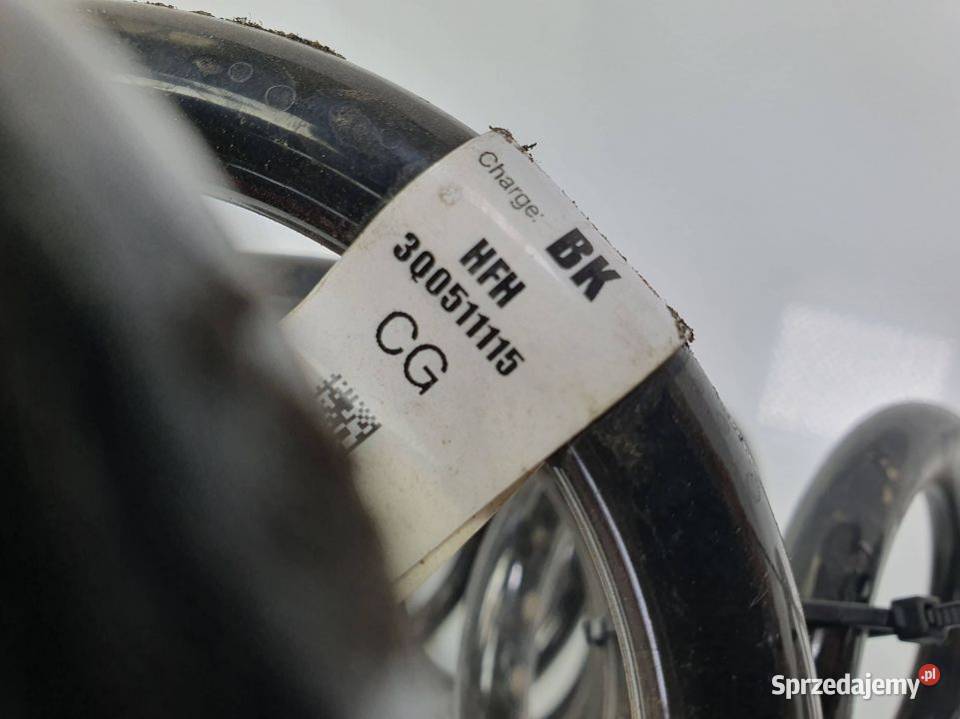 Charge:
BK
HFH
3Q0511115
CG
Sprzedajemy.pl